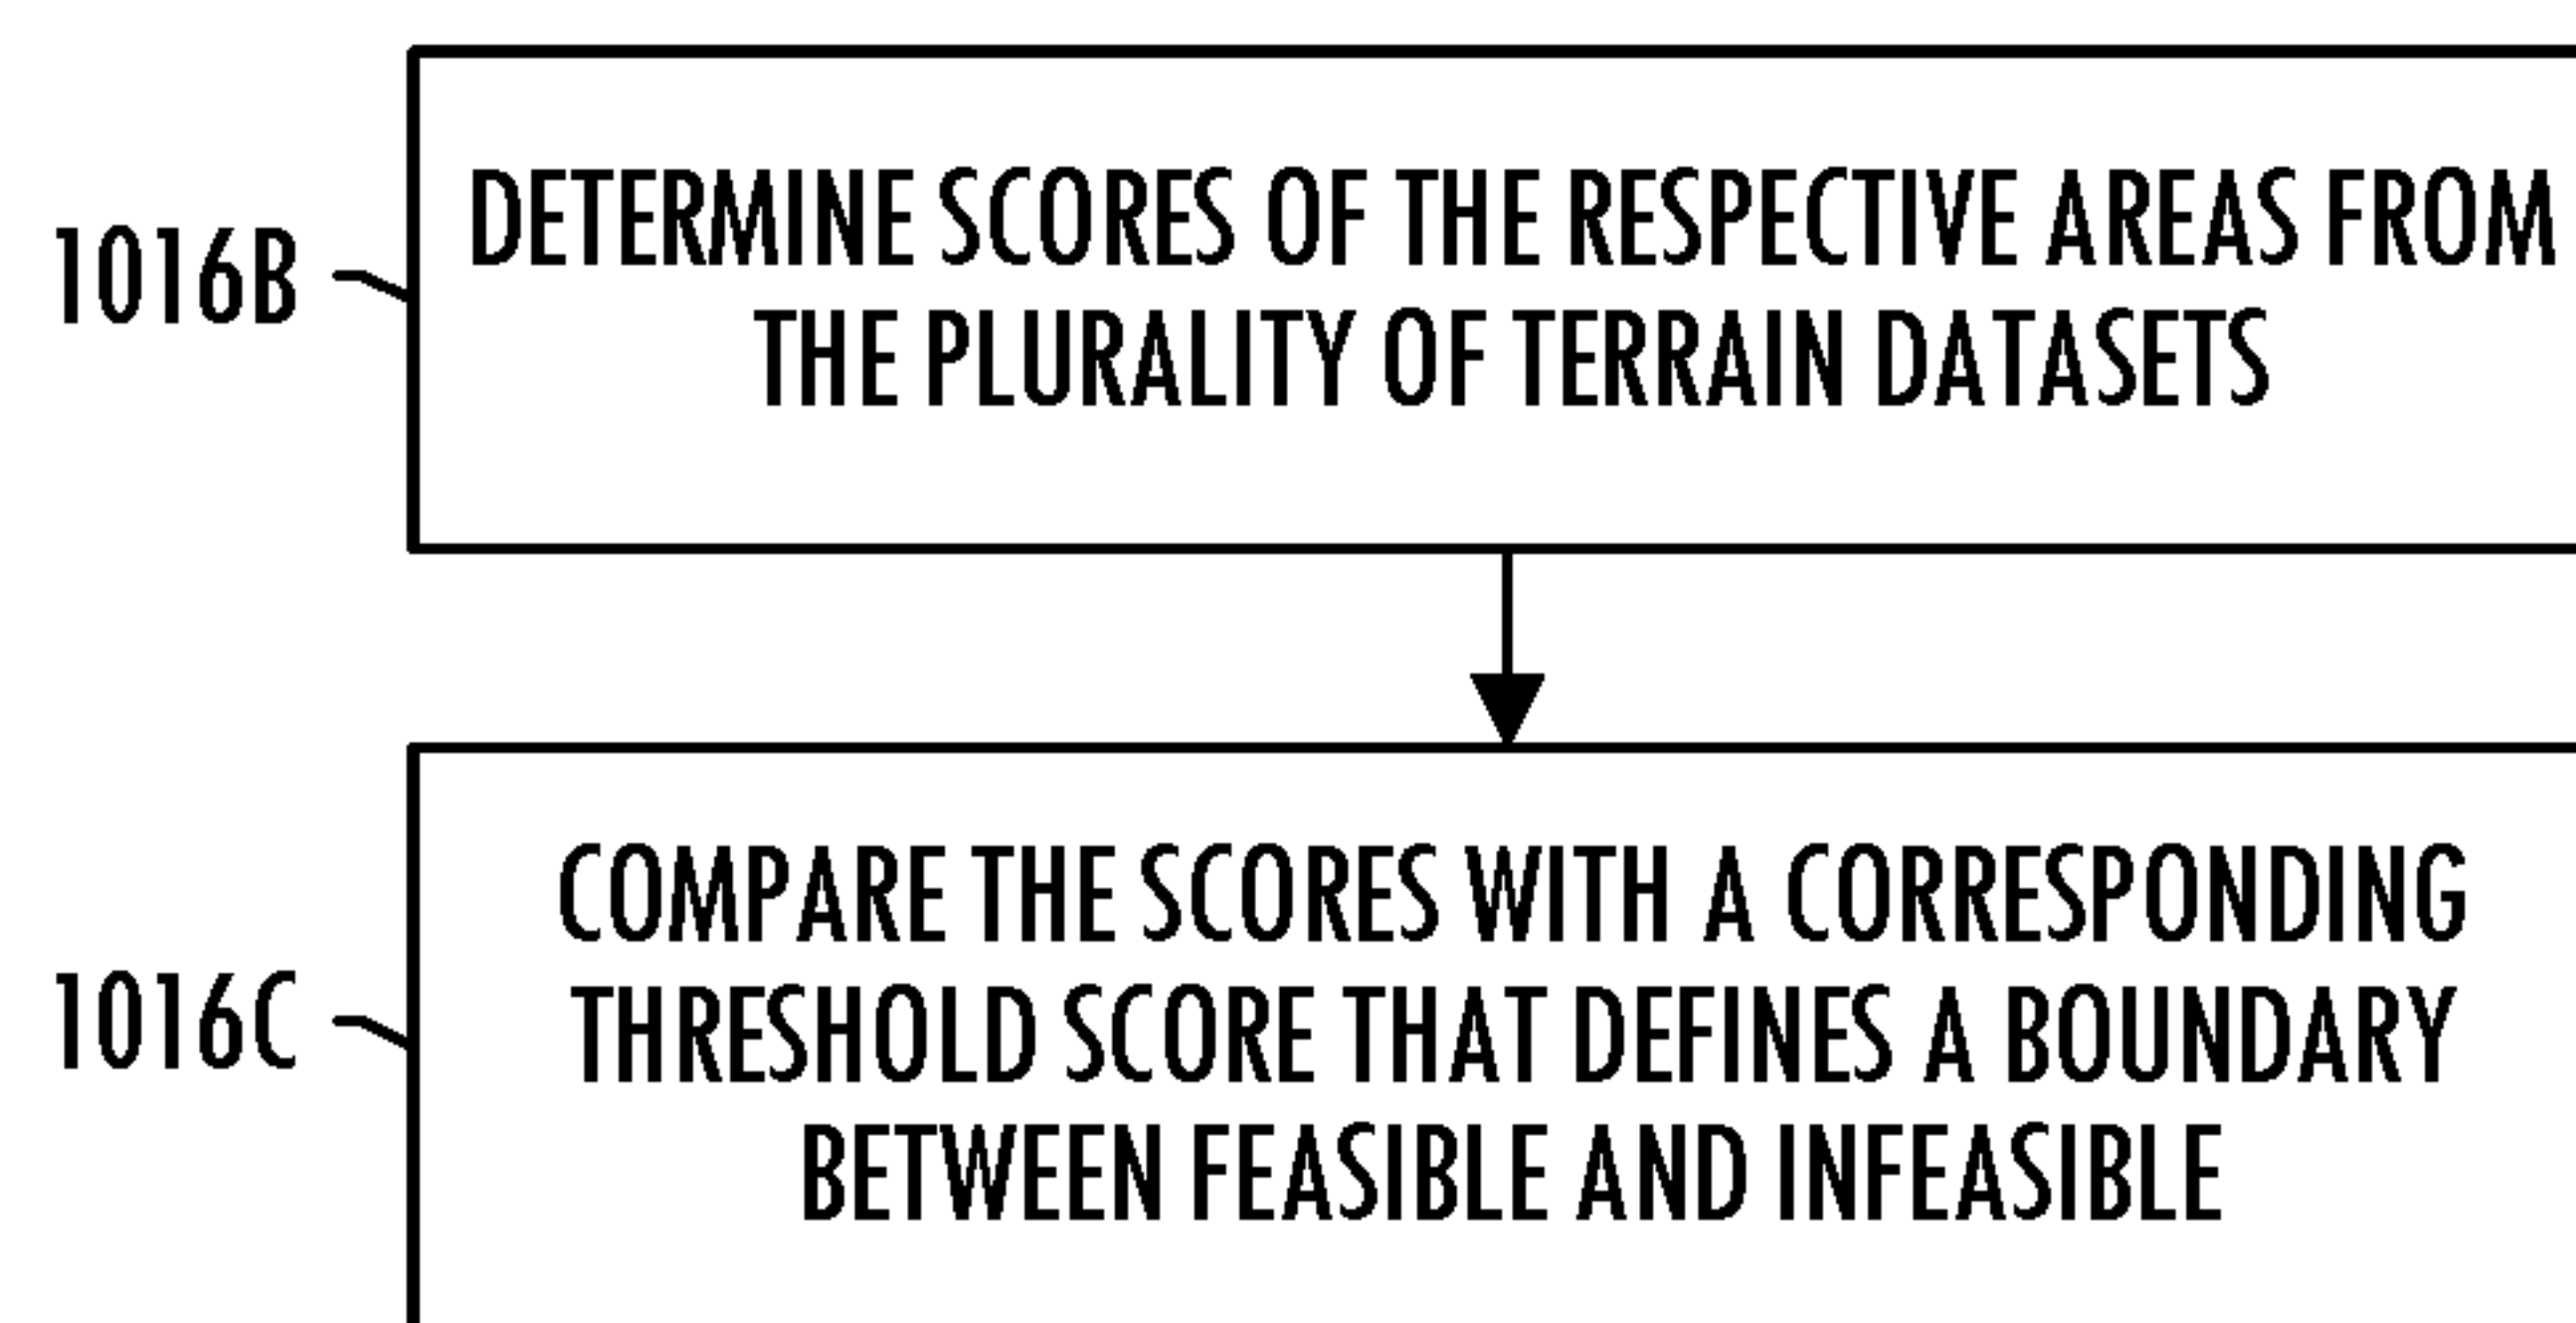 1016B
DETERMINE SCORES OF THE RESPECTIVE AREAS FROM
THE PLURALITY OF TERRAIN DATASETS
1016C
COMPARE THE SCORES WITH A CORRESPONDING
THRESHOLD SCORE THAT DEFINES A BOUNDARY
BETWEEN FEASIBLE AND INFEASIBLE